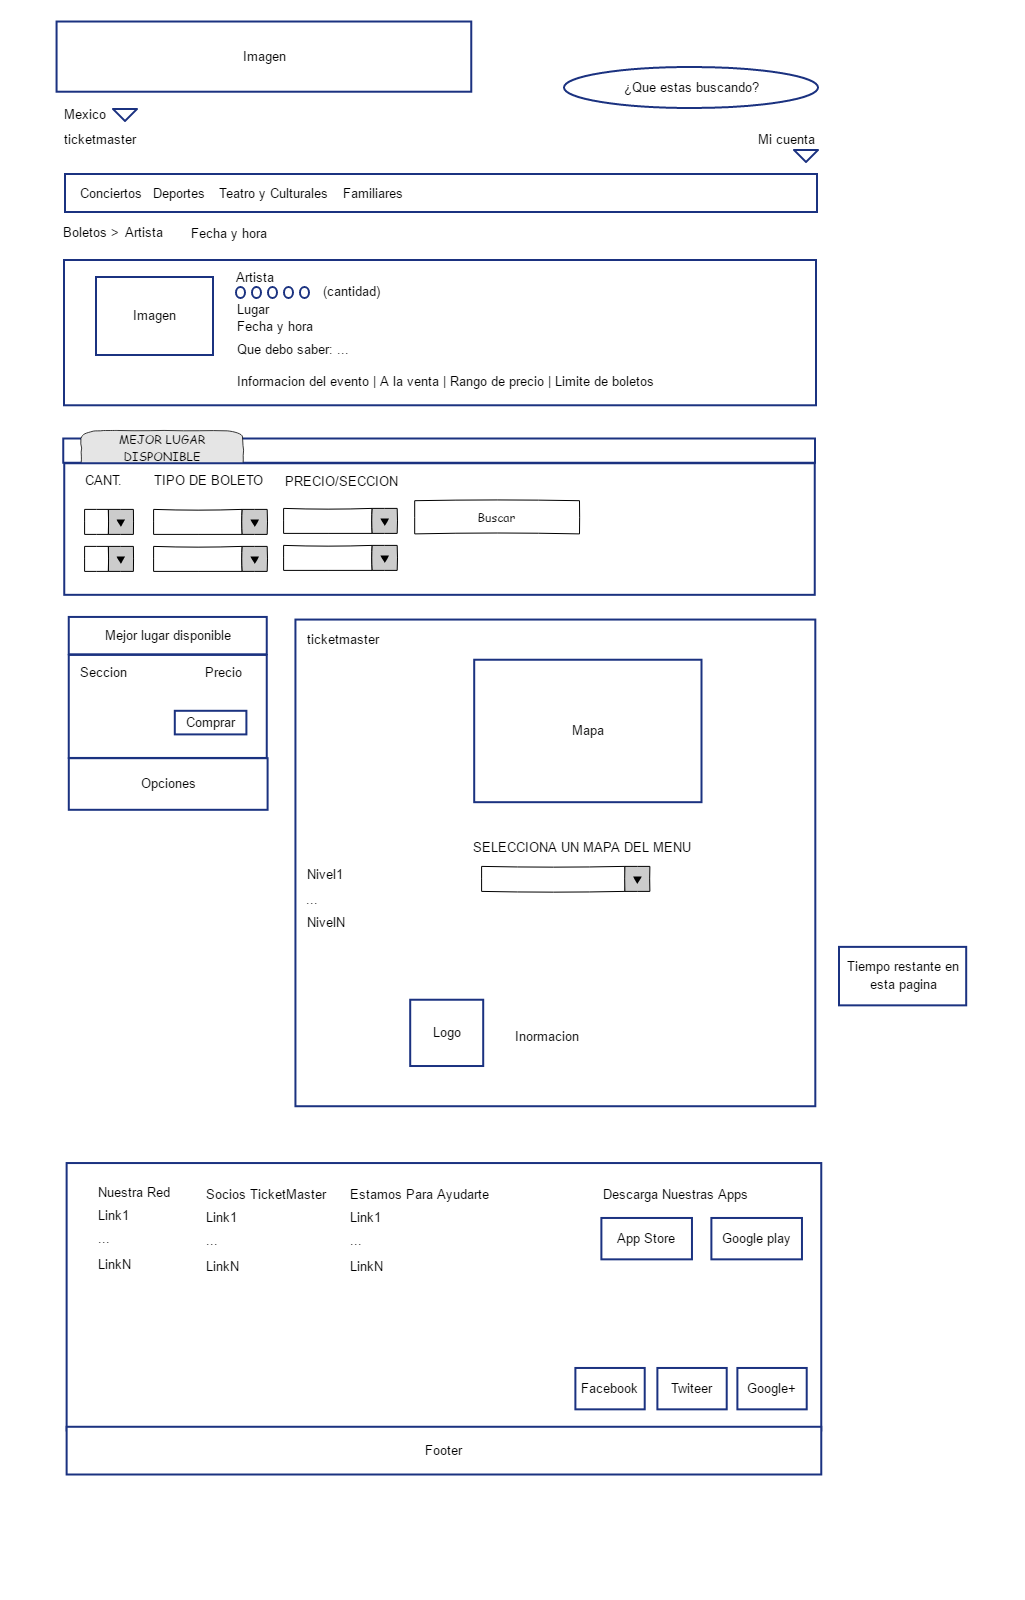 Imagen
¿Que estas buscando?
Mexico
ticketmaster
Mi cuenta
Conciertos Deportes Teatro y Culturales Familiares
Boletos > Artista Fecha y hora
Imagen
Artista
(cantidad)
Lugar
Fecha y hora
Que debo saber: ...
Informacion del evento | A la venta | Rango de precio | Limite de boletos
MEJOR LUGAR
DISPONIBLE
CANT. TIPO DE BOLETO PRECIO/SECCION
Buscar
Mejor lugar disponible
Seccion Precio
Comprar
Opciones
ticketmaster
Mapa
SELECCIONA UN MAPA DEL MENU
Nivel1
...
NivelN
Logo
Inormacion
Tiempo restante en
esta pagina
Nuestra Red
Link1
...
LinkN
Socios TicketMaster
Link1
...
LinkN
Estamos Para Ayudarte
Link1
...
LinkN
Descarga Nuestras Apps
App Store Google play
Facebook Twiteer Google+
Footer